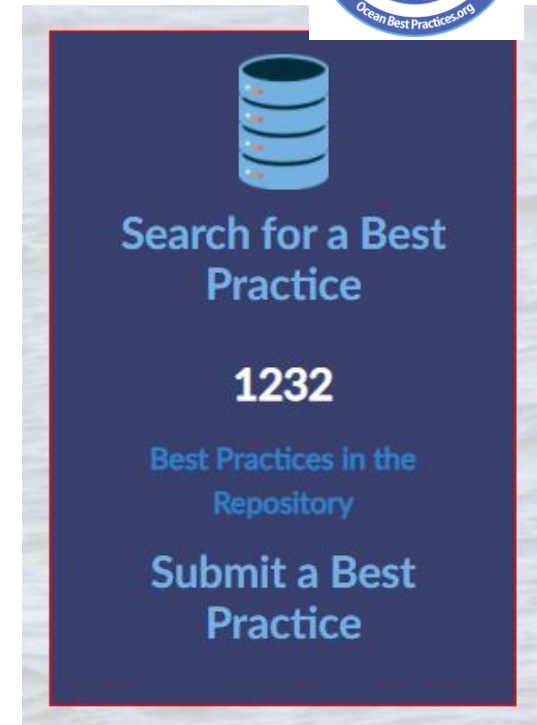 Ocean Best Practices.org
Search for a Best
Practice
1232
Best Practices in the
Repository
Submit a Best
Practice